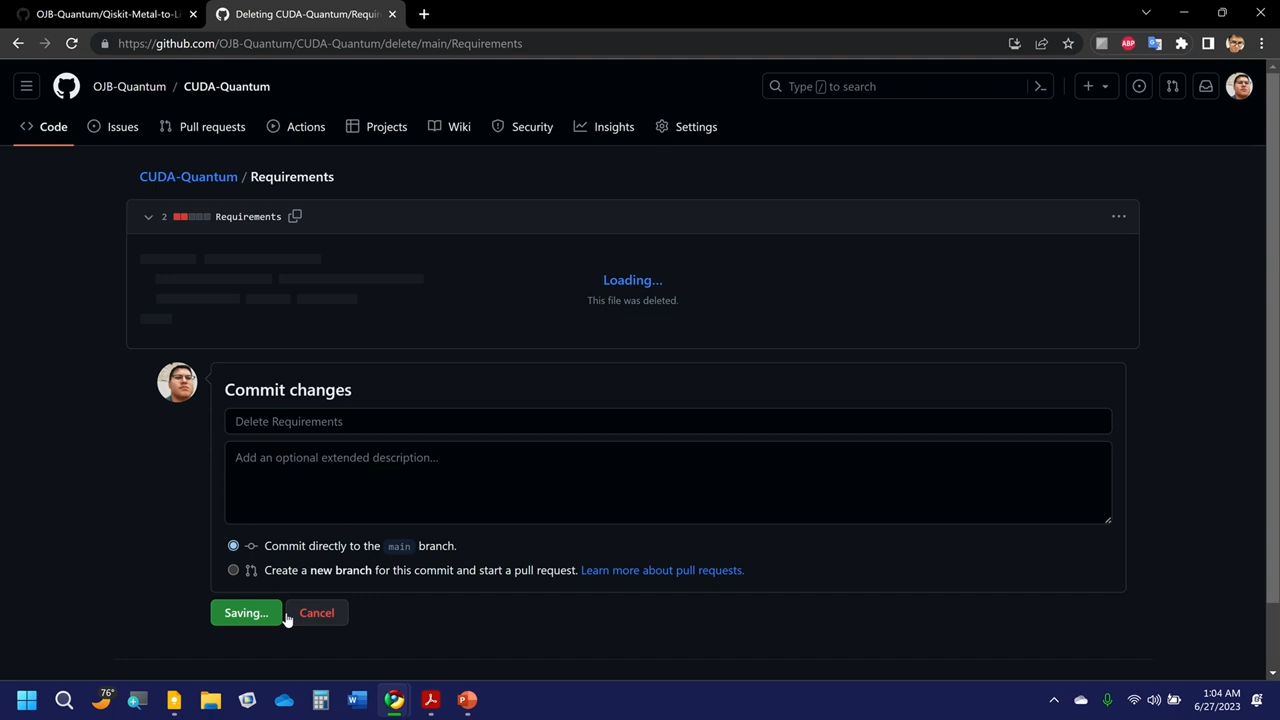 OJB-Quantum/Qiskit-Metal-to-Li
Deleting CUDA-Quantum/Requir
https://github.com/OJB-Quantum/CUDA-Quantum/delete/main/Requirements
ABP
OJB-Quantum / CUDA-Quantum
Type / to search
Code
Issues
Pull requests
Actions
Projects
Wiki
Security
Insights
Settings
CUDA-Quantum / Requirements
2 Requirements
Loading...
This file was deleted.
Commit changes
Delete Requirements
Add an optional extended description...
Commit directly to the main branch.
Create a new branch for this commit and start a pull request. Learn more about pull requests.
Saving...
Cancel
76°
1:04 AM
6/27/2023